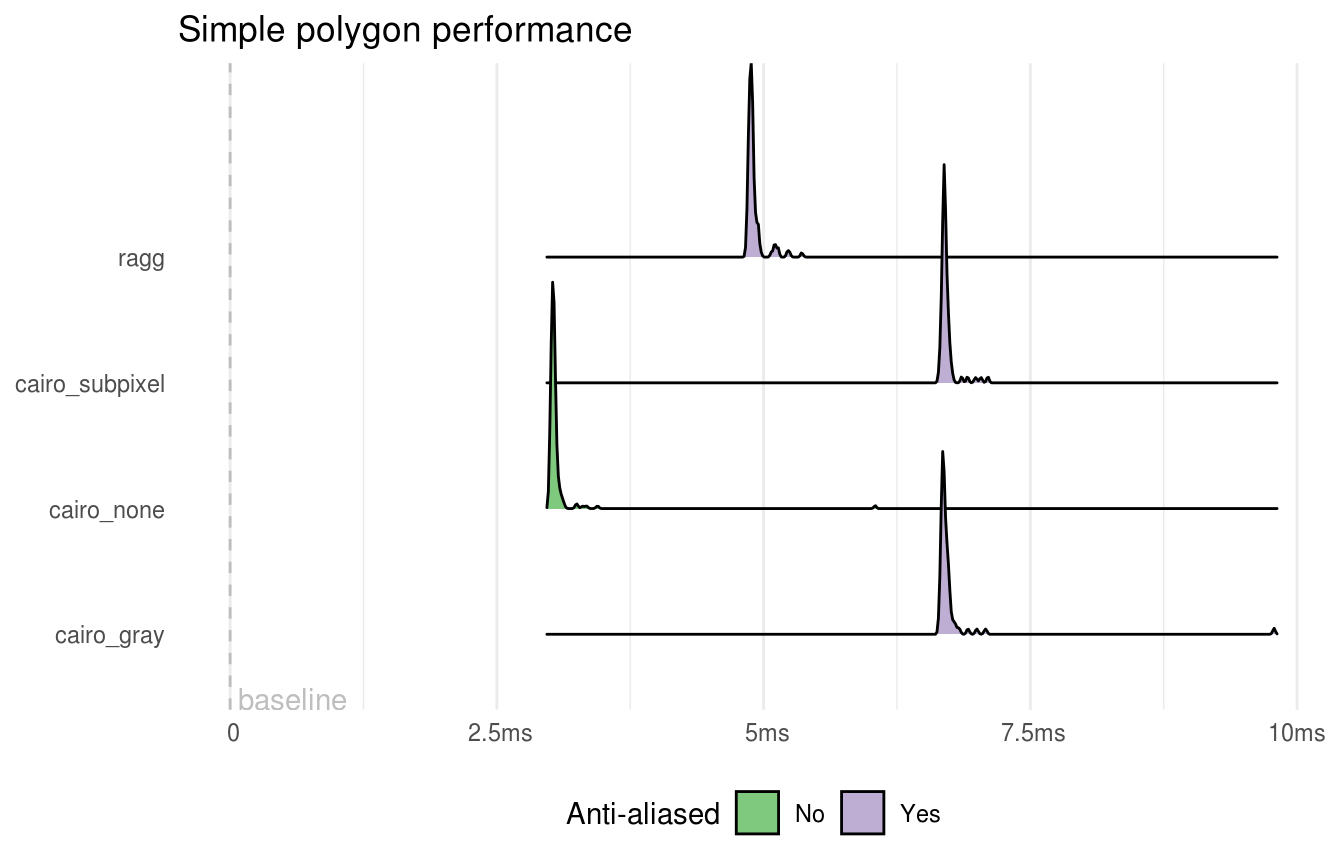 Simple polygon performance
ragg
cairo_subpixel
cairo_none
cairo_gray
baseline
0 2.5ms 5ms 7.5ms 10ms
Anti-aliased No Yes